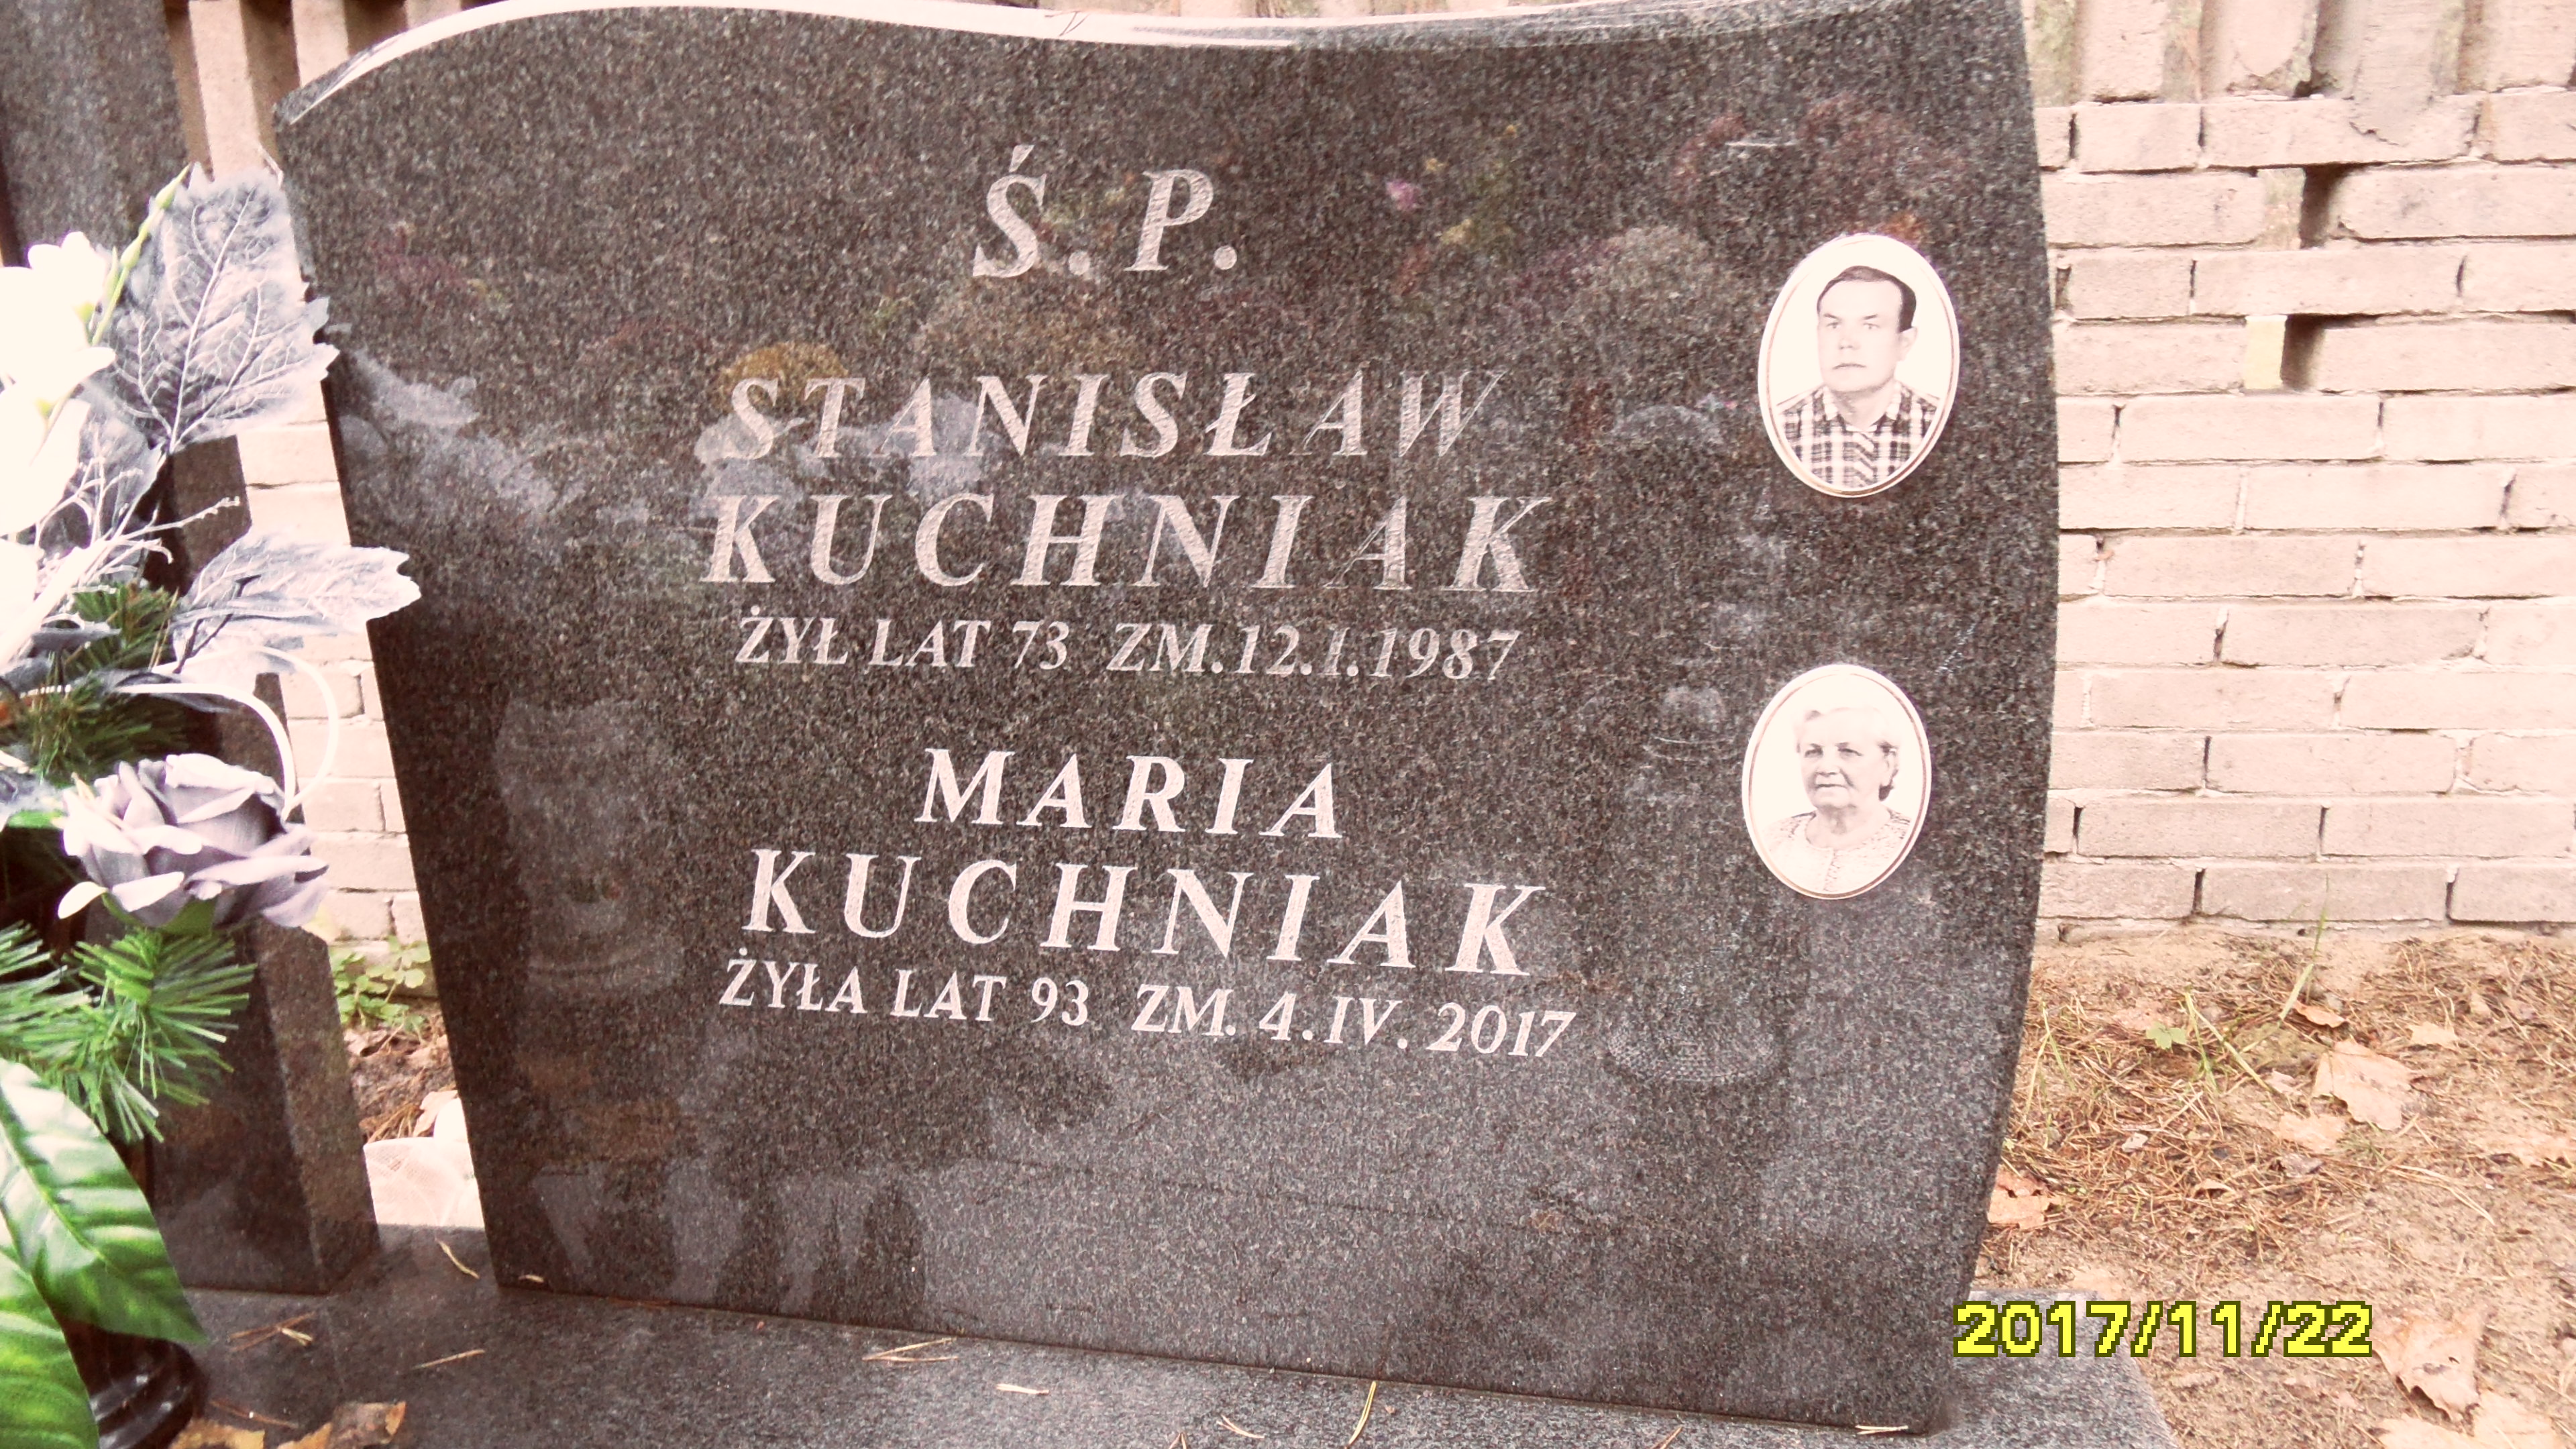 Ś. P.
STANISŁAW
KUCHNIAK
ŻYŁ LAT 73 ZM. 12.I.1987
MARIA
KUCHNIAK
ŻYŁA LAT 93 ZM. 4.IV. 2017
2017/11/22